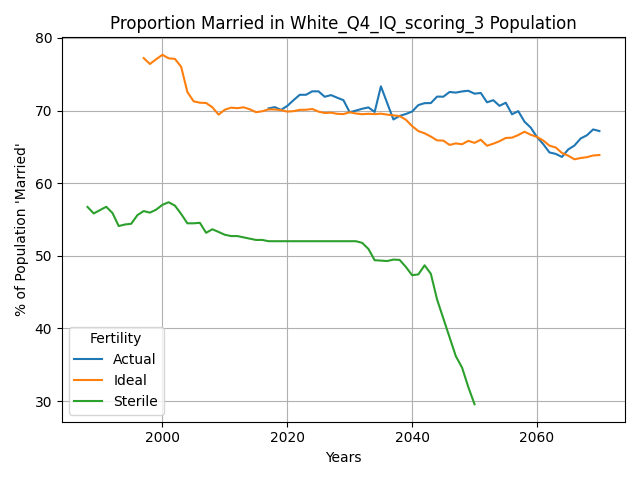 Proportion Married in White_Q4_IQ_scoring_3 Population
% of Population 'Married'
80
70
60
50
40
30
Fertility
Actual
Ideal
Sterile
2000
2020
2040
2060
Years